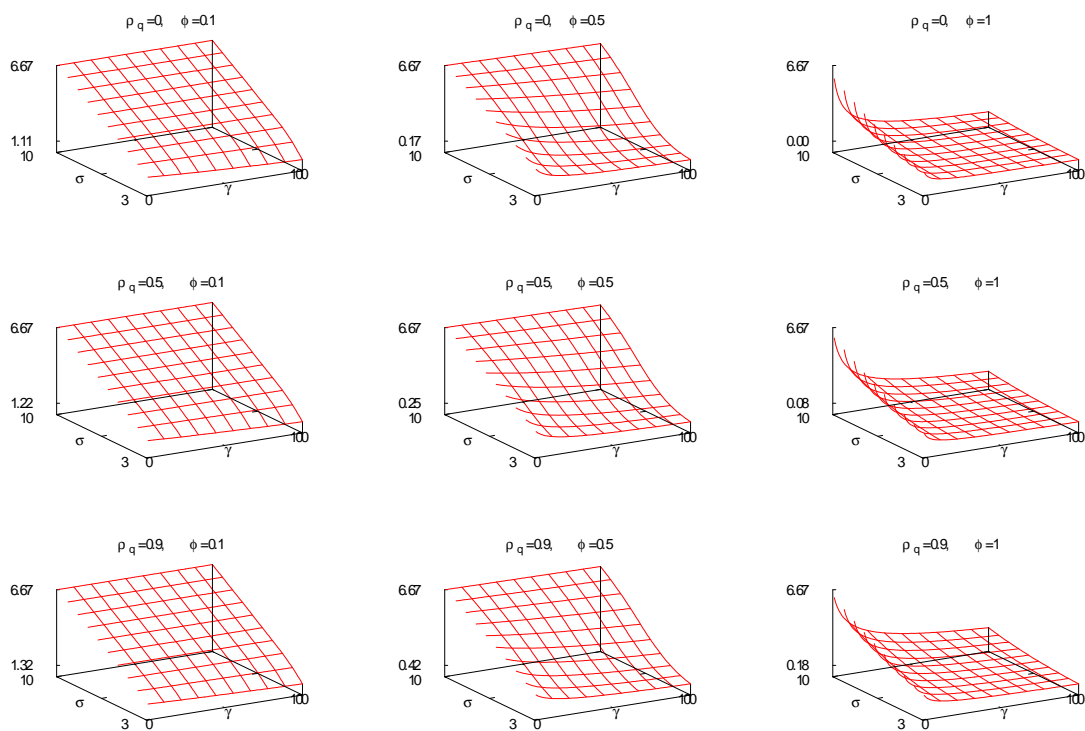 ρ q =0, ϕ =0.1
6.67
1.11
10
σ
3
0
γ
100
ρ q =0, ϕ =0.5
6.67
0.17
10
σ
3
0
γ
100
ρ q =0, ϕ =1
6.67
0.00
10
σ
3
0
γ
100
ρ q =0.5, ϕ =0.1
6.67
1.22
10
σ
3
0
γ
100
ρ q =0.5, ϕ =0.5
6.67
0.25
10
σ
3
0
γ
100
ρ q =0.5, ϕ =1
6.67
0.08
10
σ
3
0
γ
100
ρ q =0.9, ϕ =0.1
6.67
1.32
10
σ
3
0
γ
100
ρ q =0.9, ϕ =0.5
6.67
0.42
10
σ
3
0
γ
100
ρ q =0.9, ϕ =1
6.67
0.18
10
σ
3
0
γ
100